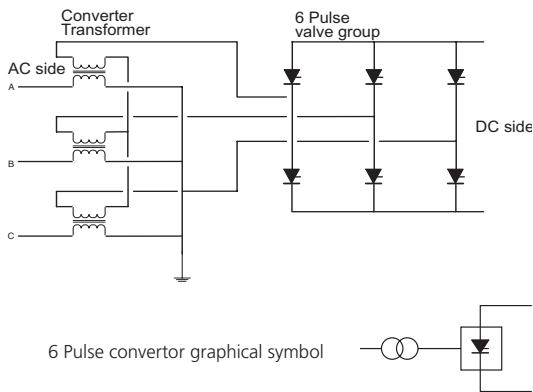 Converter
Transformer
6 Pulse
valve group
AC side
A
DC side
B
C
6 Pulse convertor graphical symbol